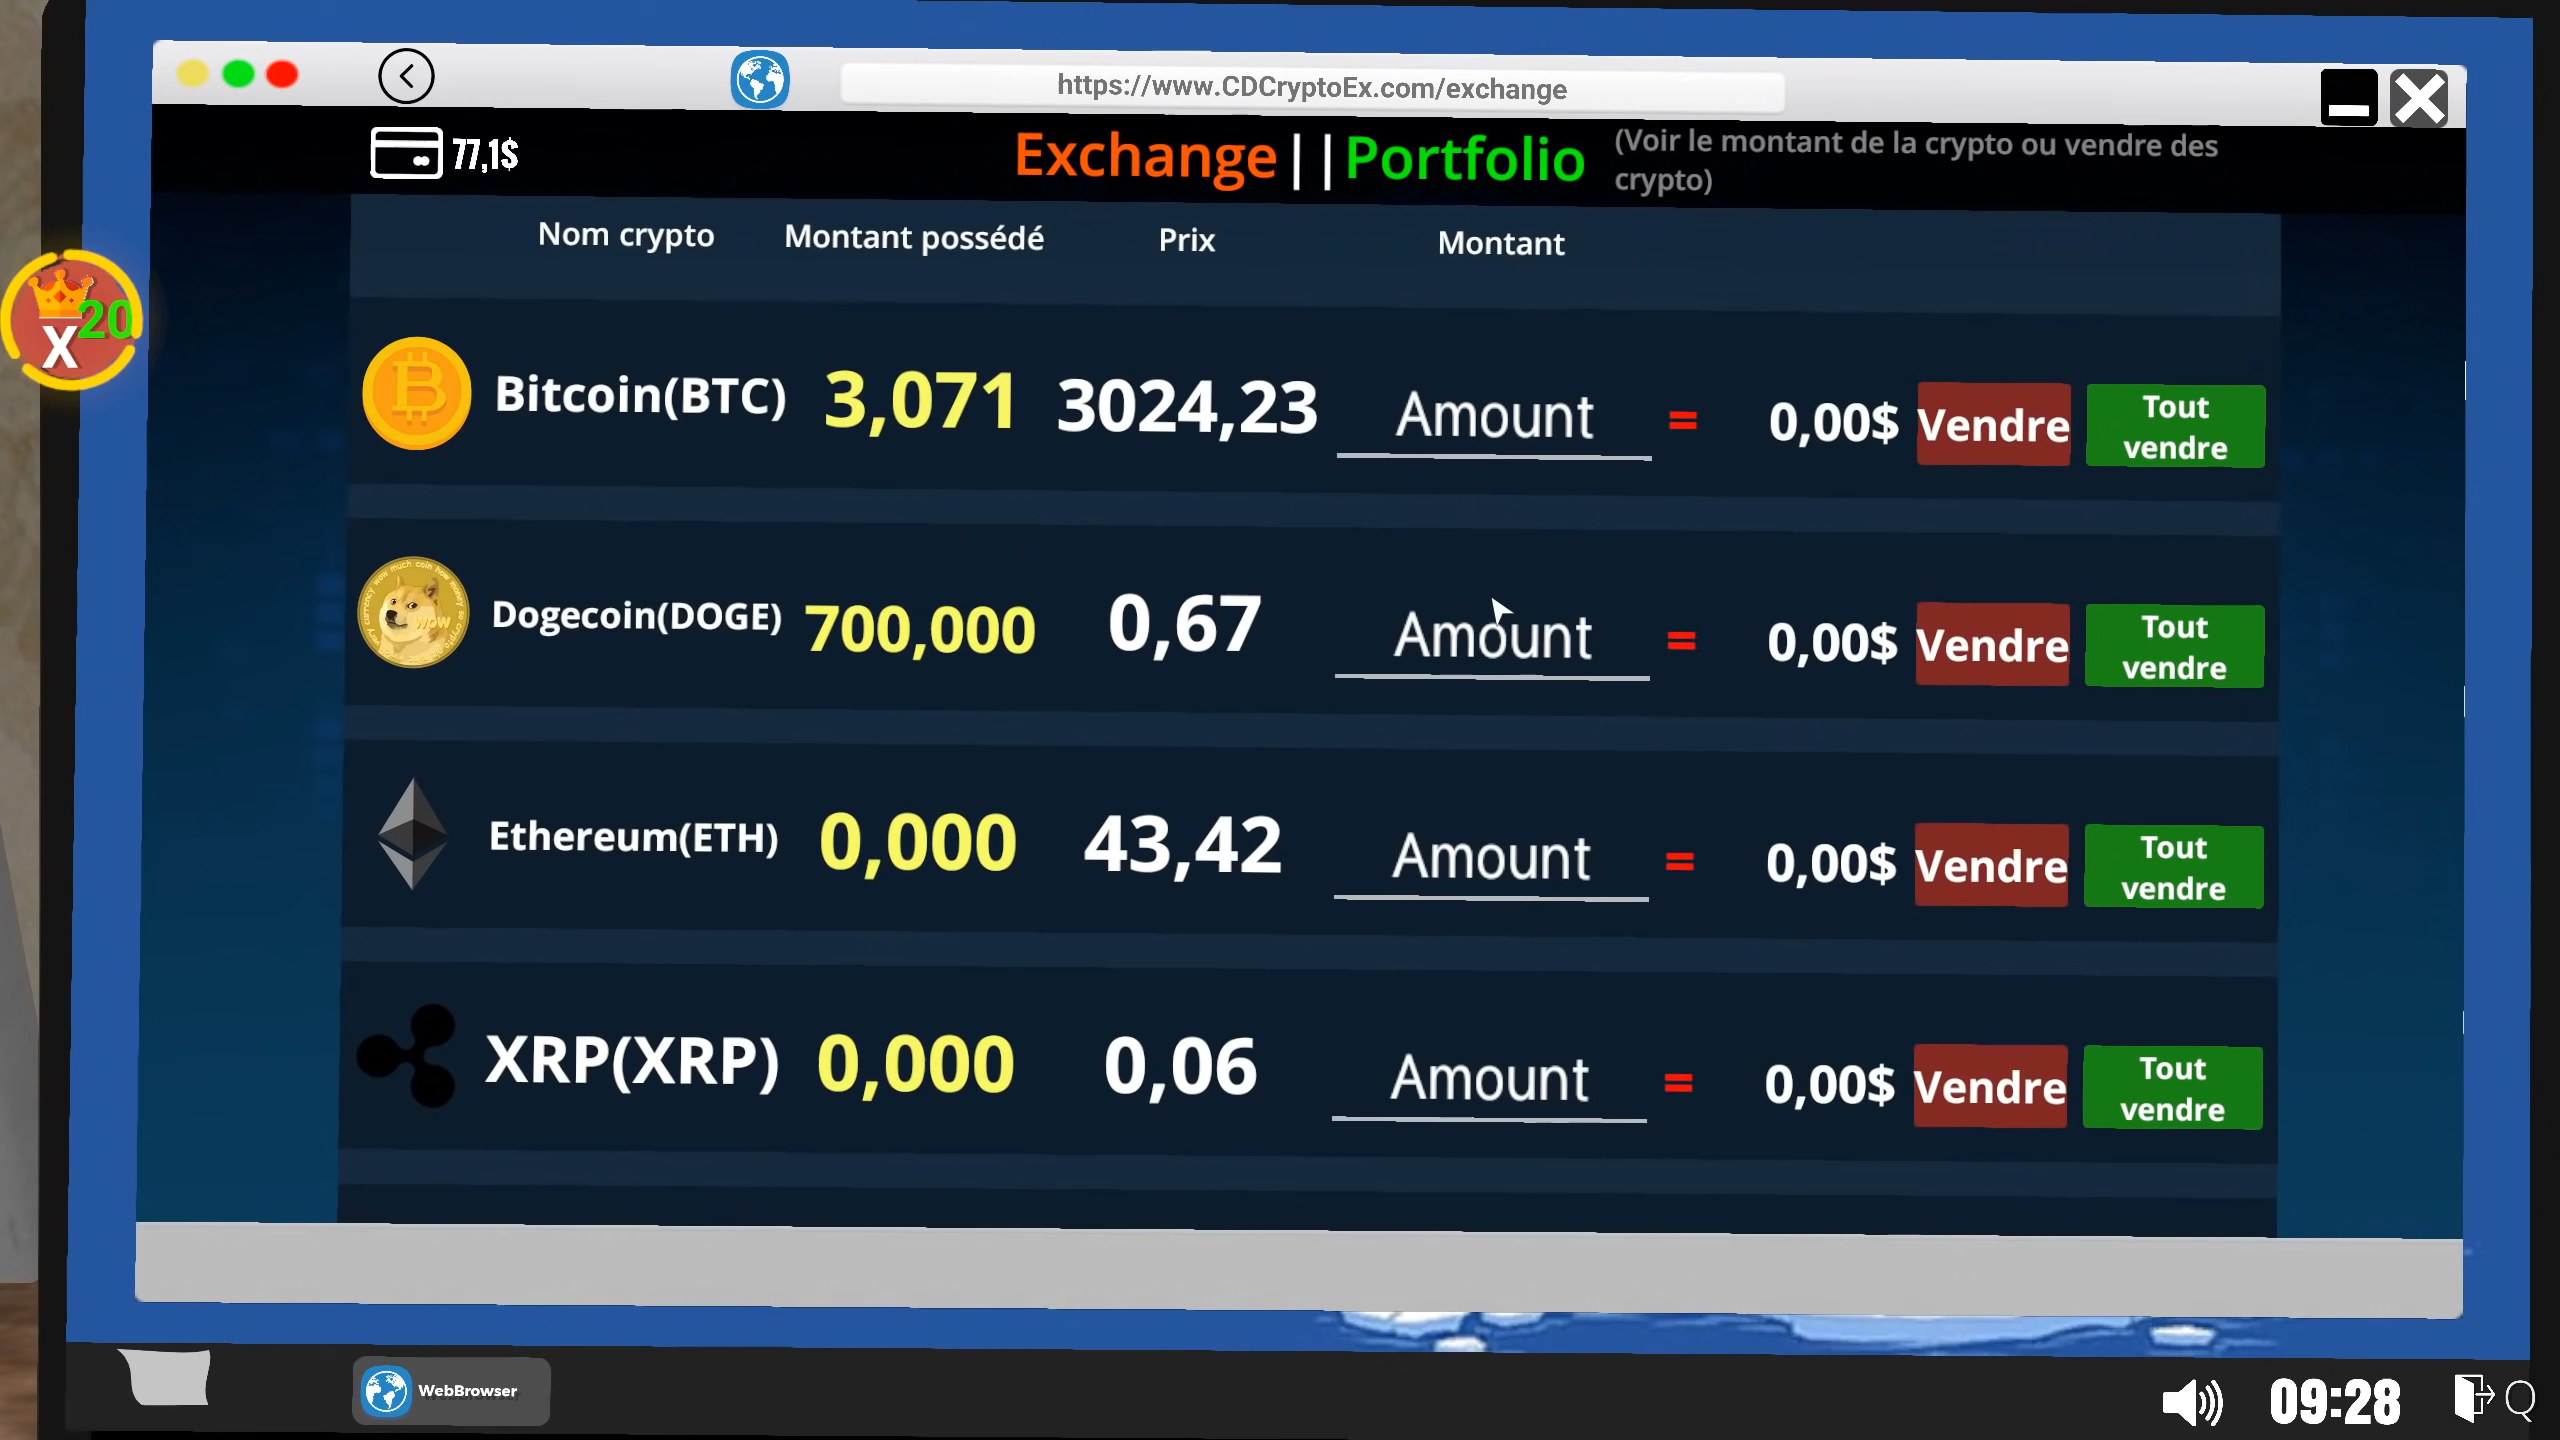 https://www.CDCryptoEx.com/exchange
77,1$
Exchange||Portfolio
(Voir le montant de la crypto ou vendre des
crypto)
Nom crypto Montant possédé Prix Montant
X20
Bitcoin(BTC) 3,071 3024,23 Amount = 0,00$ Vendre Tout
vendre
Dogecoin(DOGE) 700,000 0,67 Amount = 0,00$ Vendre Tout
vendre
Ethereum(ETH) 0,000 43,42 Amount = 0,00$ Vendre Tout
vendre
XRP(XRP) 0,000 0,06 Amount = 0,00$ Vendre Tout
vendre
WebBrowser
09:28
Q